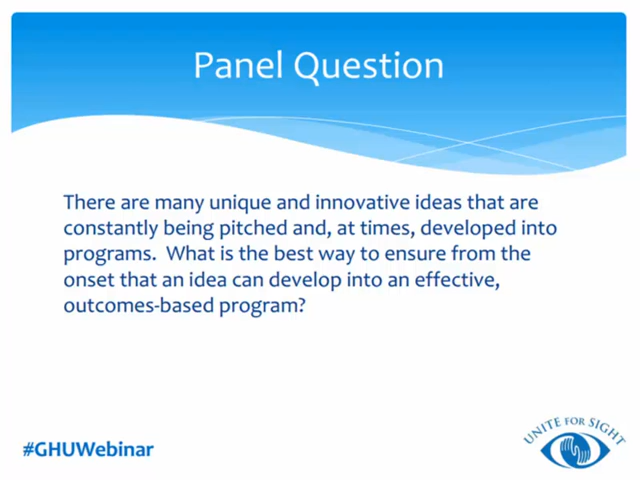 Panel Question
There are many unique and innovative ideas that are
constantly being pitched and, at times, developed into
programs.  What is the best way to ensure from the
onset that an idea can develop into an effective,
outcomes-based program?
#GHUWebinar
UNITE FOR SIGHT